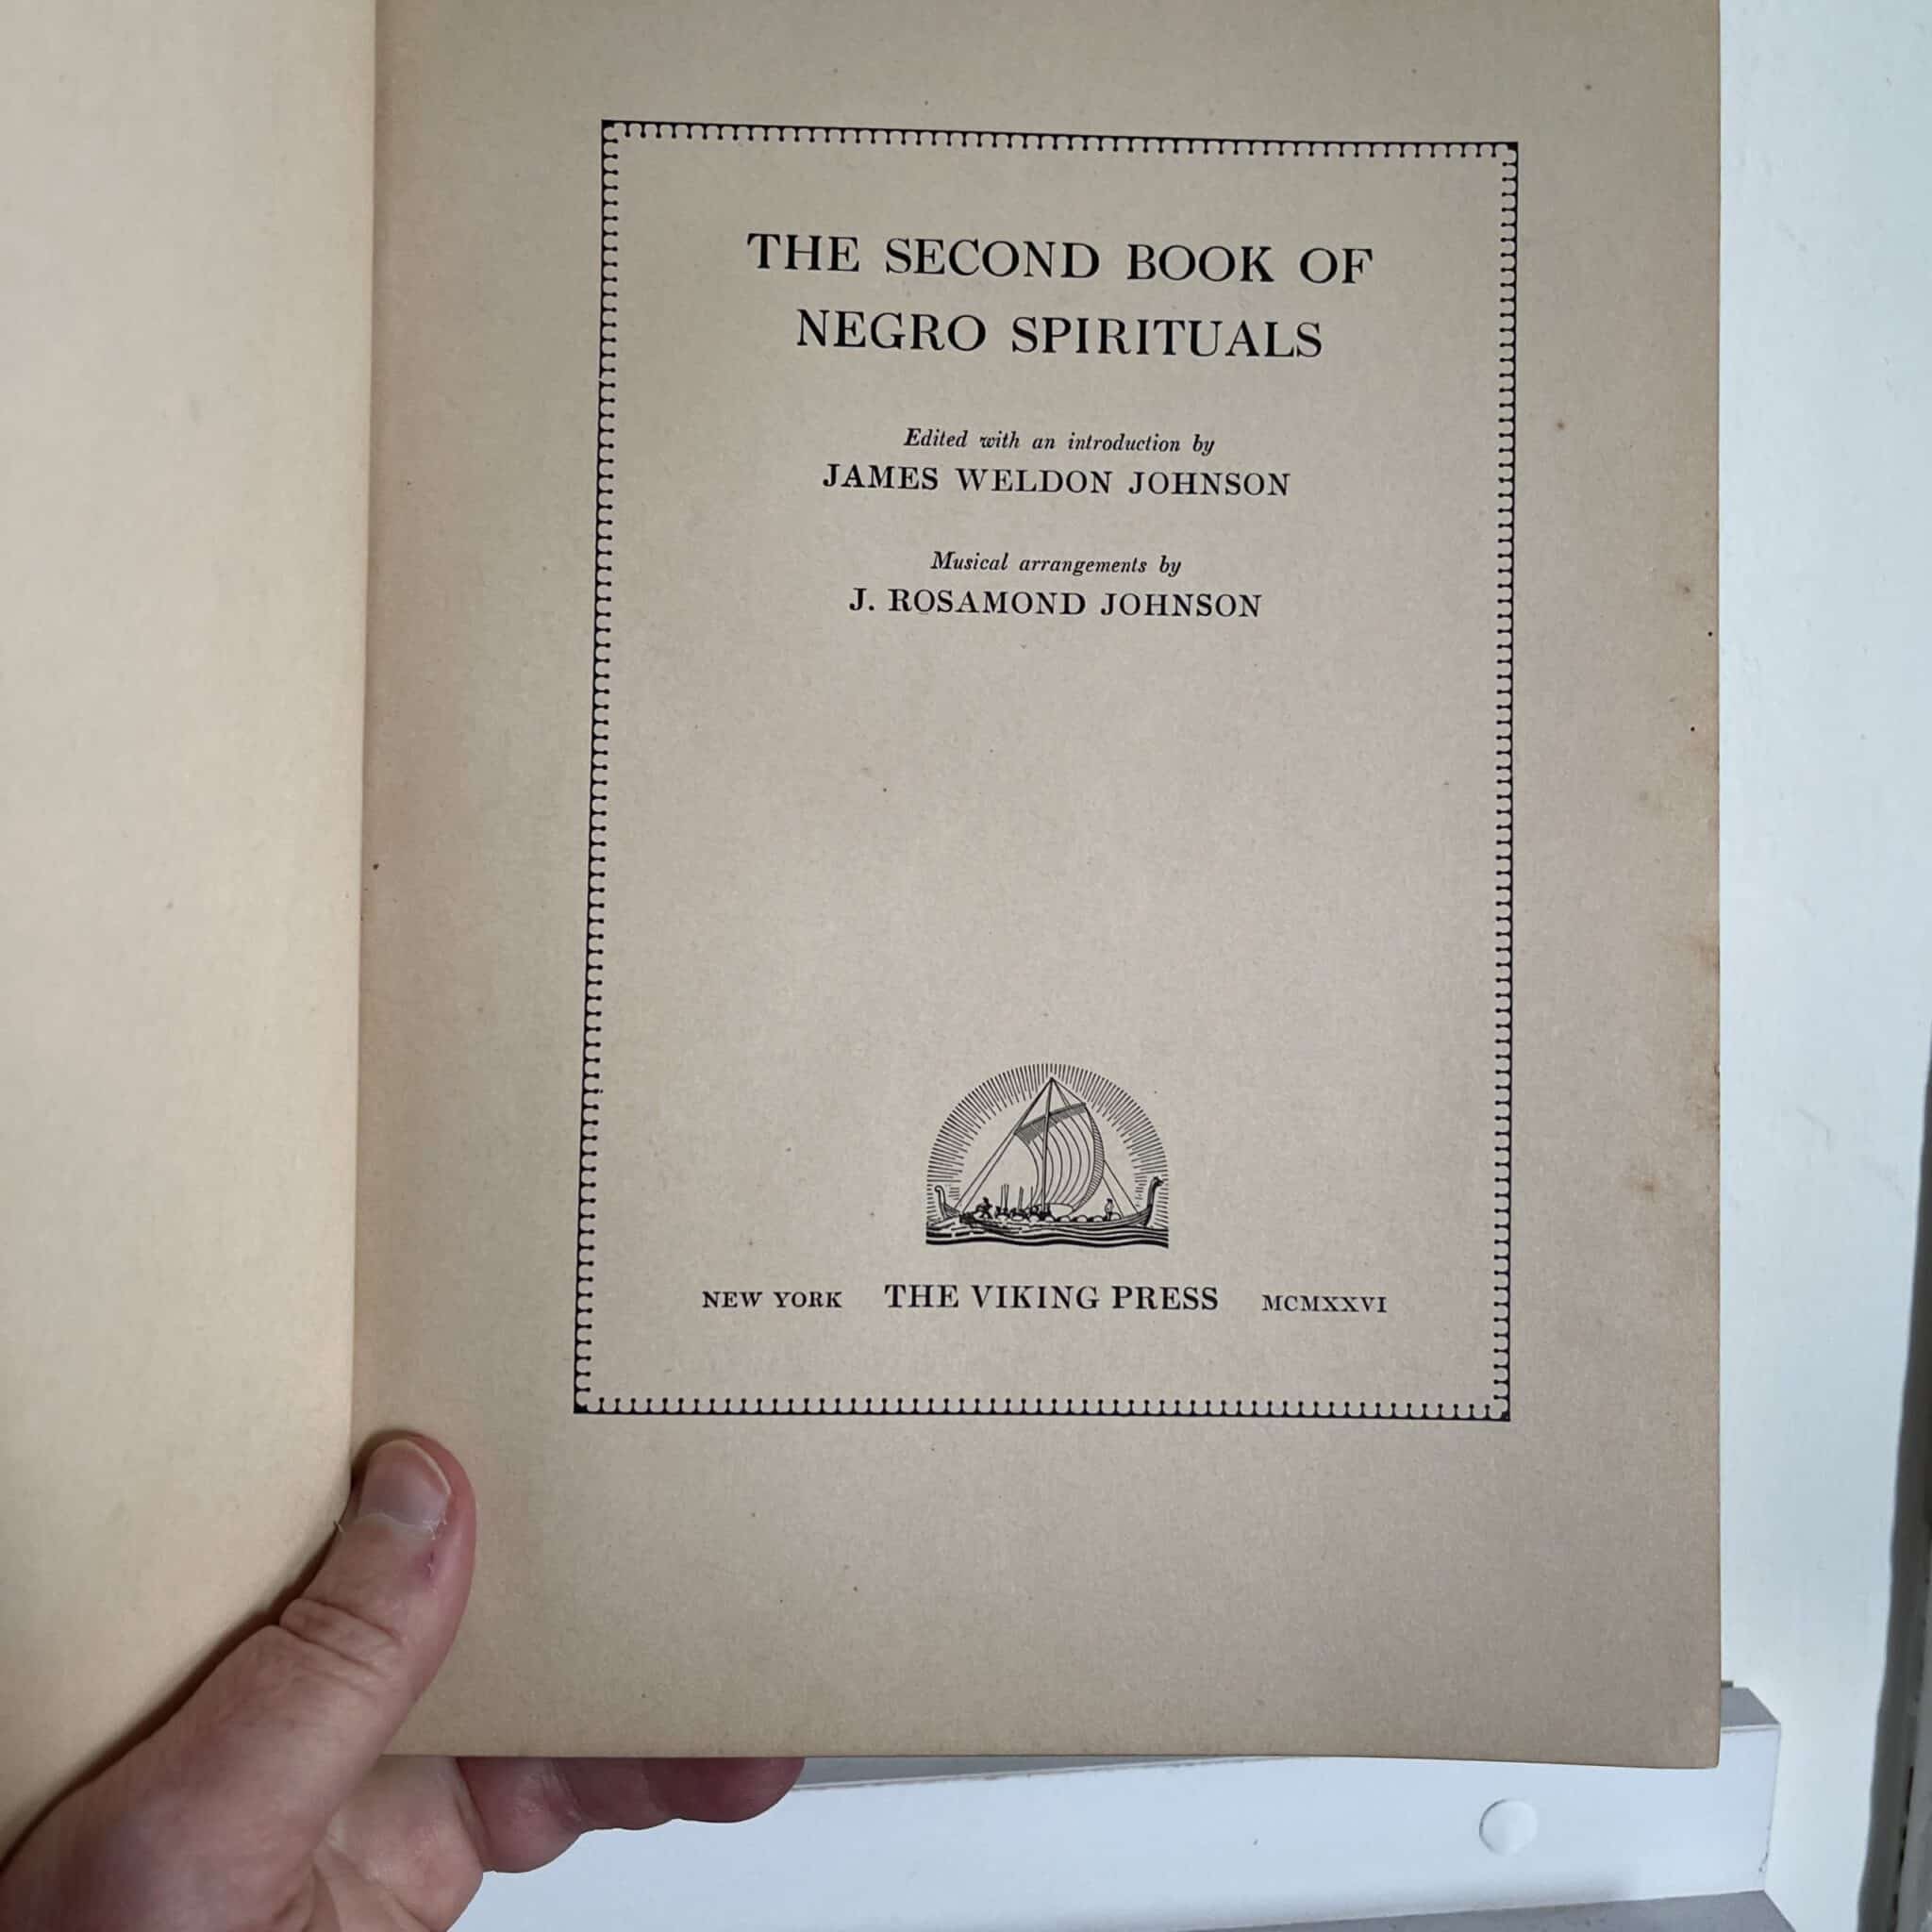 THE SECOND BOOK OF
NEGRO SPIRITUALS
Edited with an introduction by
JAMES WELDON JOHNSON
Musical arrangements by
J. ROSAMOND JOHNSON
NEW YORK THE VIKING PRESS MCMXXVI